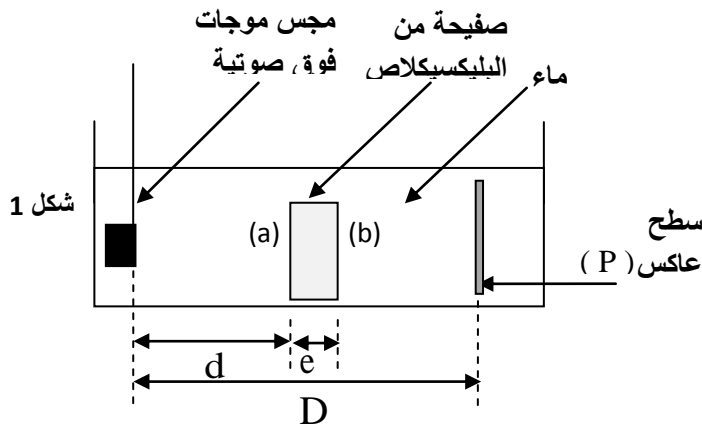 مجس موجات
فوق صوتية
صفيحة من
البليكسيكلاص
ماء
شكل 1
(a)
(b)
سطح
عاكس( P )
d
e
D